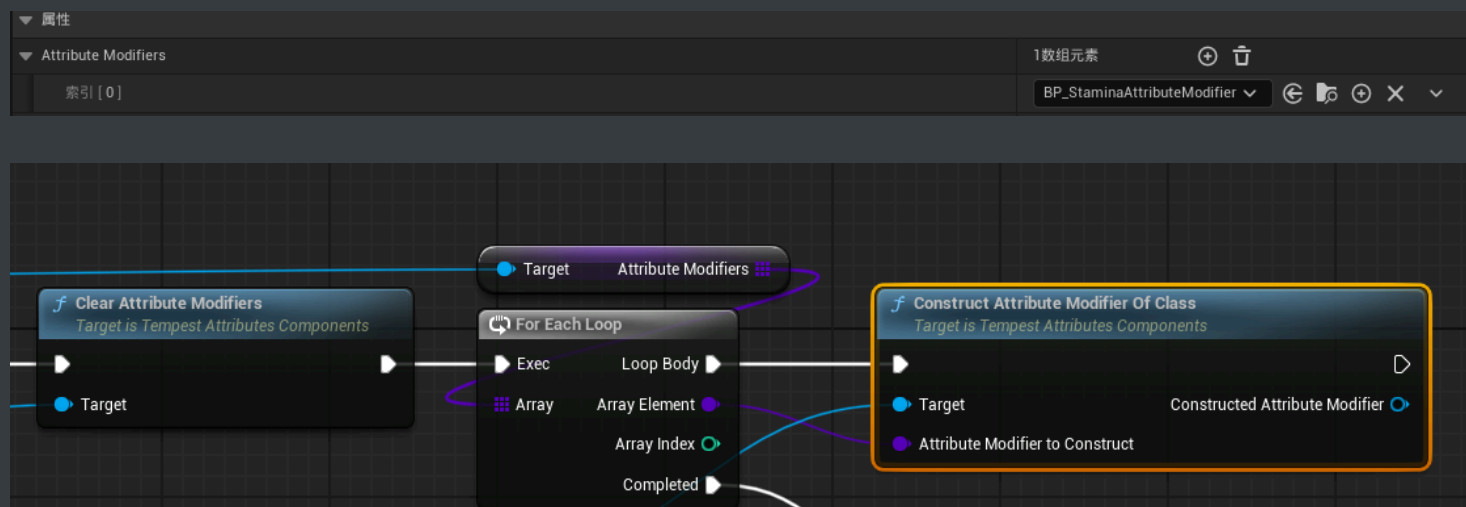 属性
Attribute Modifiers
1数组元素
索引 [ 0 ]
BP_StaminaAttributeModifier
Target
Attribute Modifiers
Clear Attribute Modifiers
Target is Tempest Attributes Components
Target
For Each Loop
Exec
Loop Body
Array
Array Element
Array Index
Completed
Construct Attribute Modifier Of Class
Target is Tempest Attributes Components
Target
Constructed Attribute Modifier
Attribute Modifier to Construct